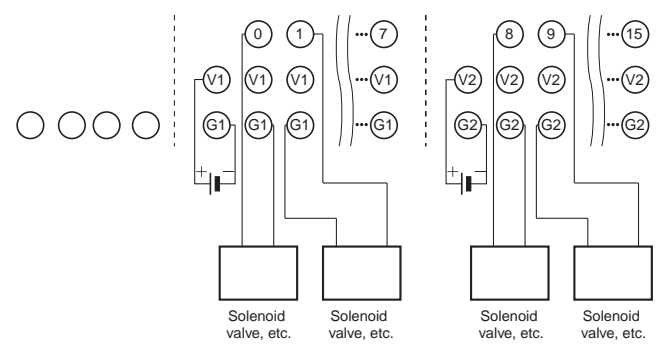 0 1 ••• 7 8 9 ••• 15
V1 V1 V1 ••• V1 V2 V2 V2 ••• V2
G1 G1 G1 ••• G1 G2 G2 G2 ••• G2
+ − + −
Solenoid valve, etc.
Solenoid valve, etc.
Solenoid valve, etc.
Solenoid valve, etc.